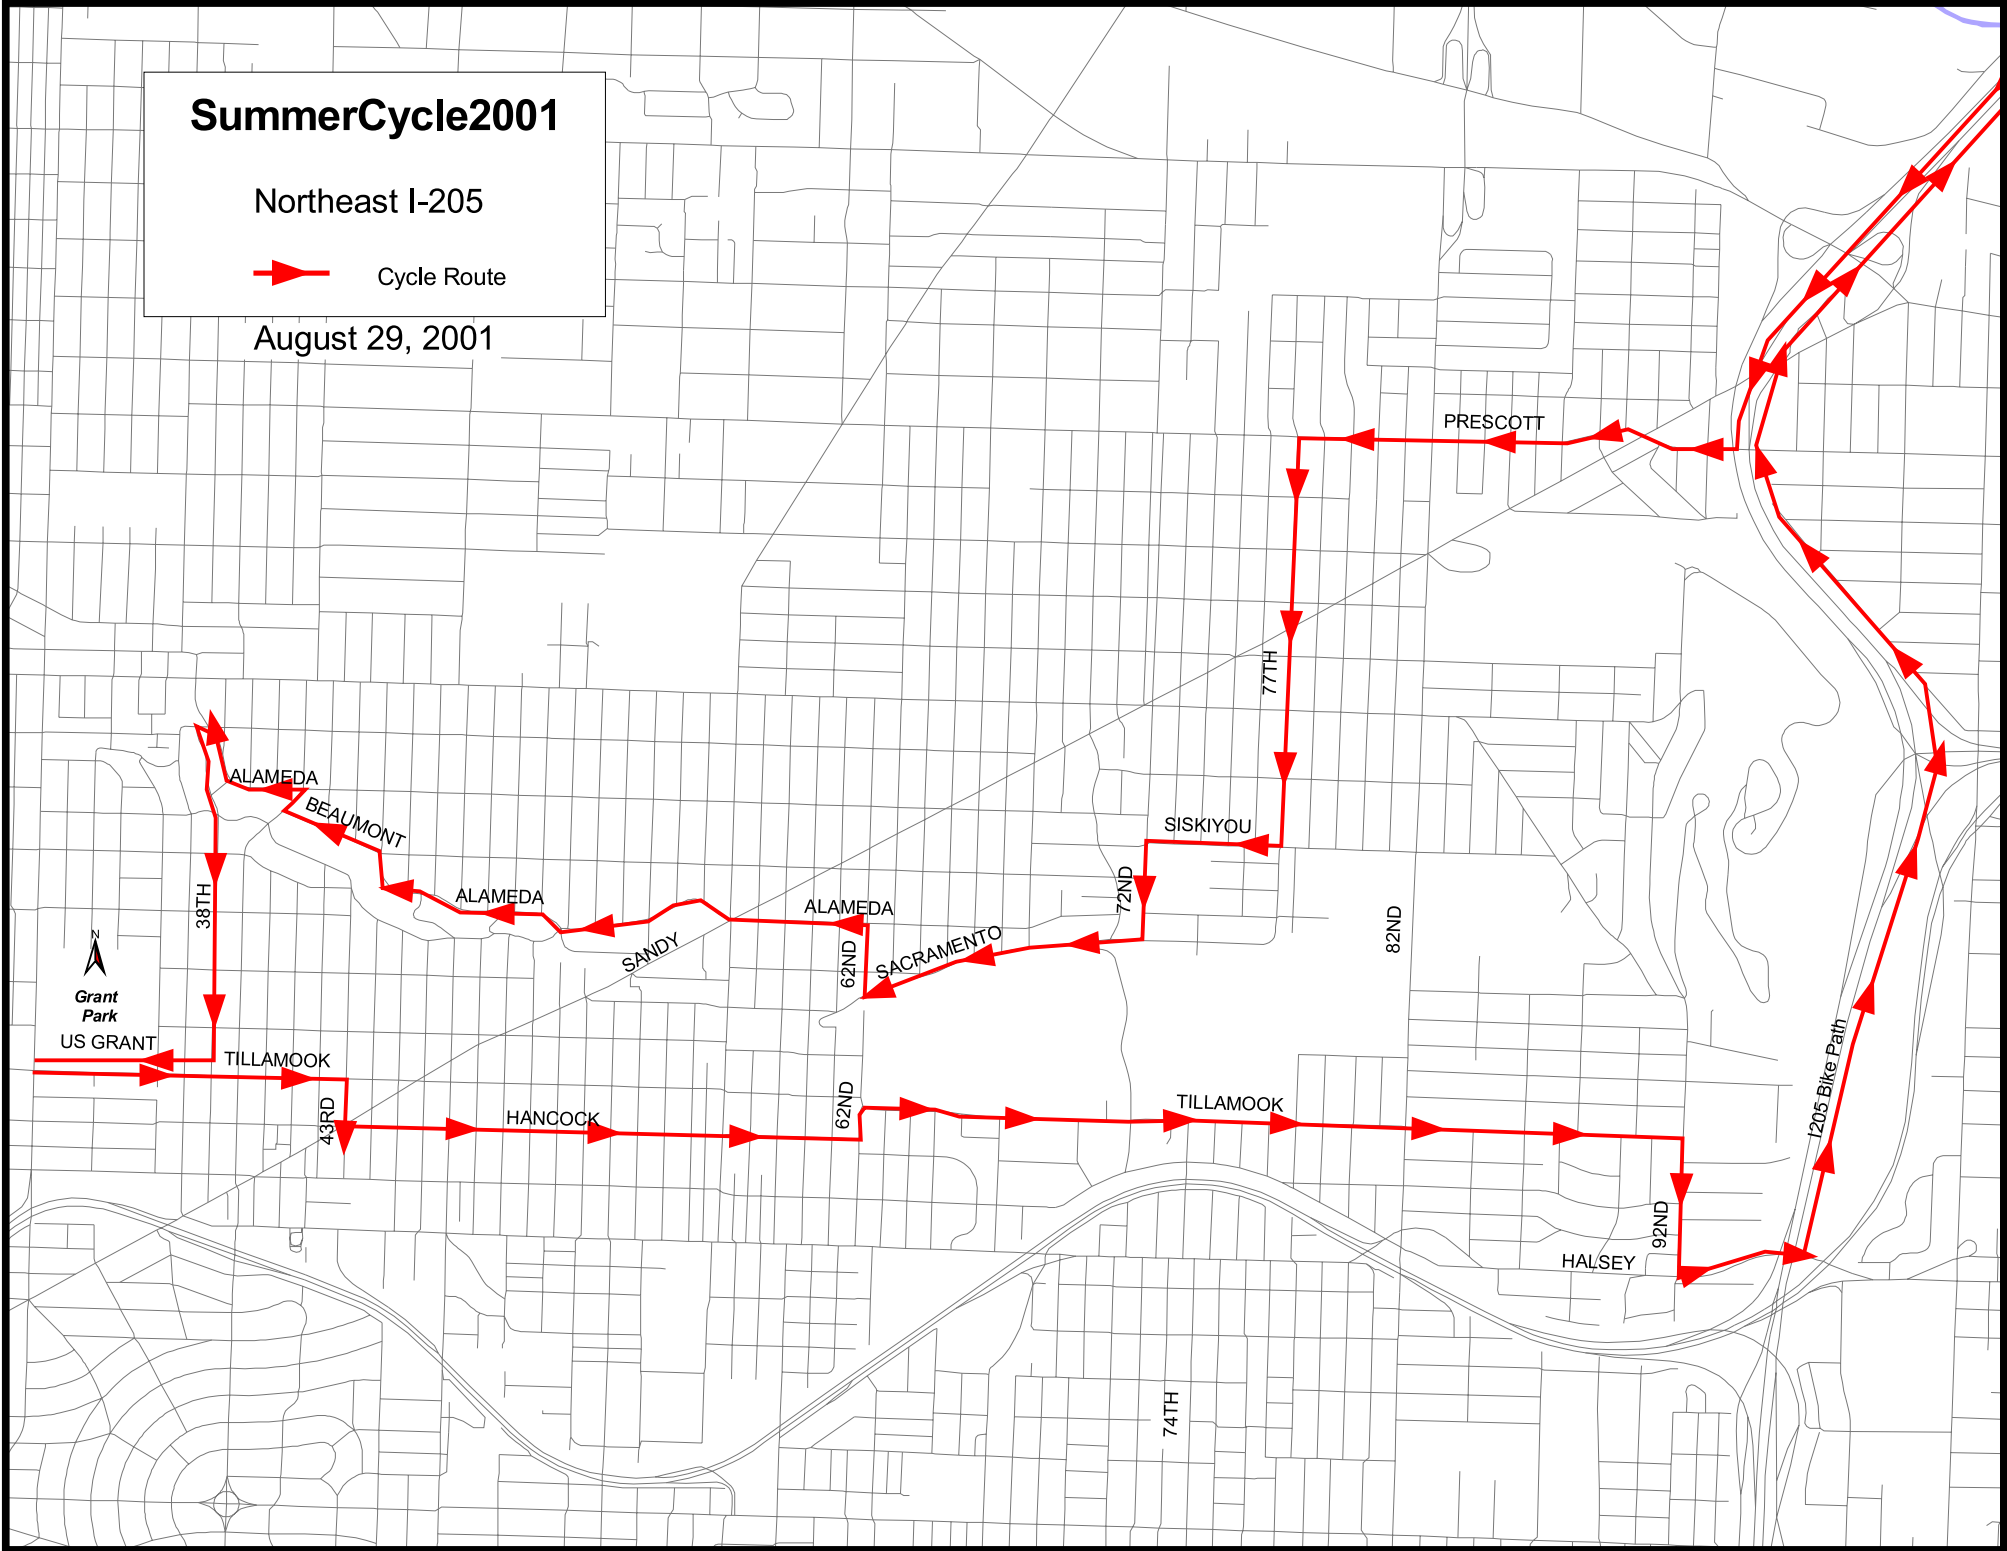 SummerCycle2001
Northeast I-205
Cycle Route
August 29, 2001
PRESCOTT
77TH
ALAMEDA
BEAUMONT
SISKIYOU
72ND
ALAMEDA
ALAMEDA
38TH
62ND
SANDY
SACRAMENTO
82ND
N
Grant
Park
US GRANT
TILLAMOOK
43RD
HANCOCK
62ND
TILLAMOOK
I205 Bike Path
92ND
HALSEY
74TH